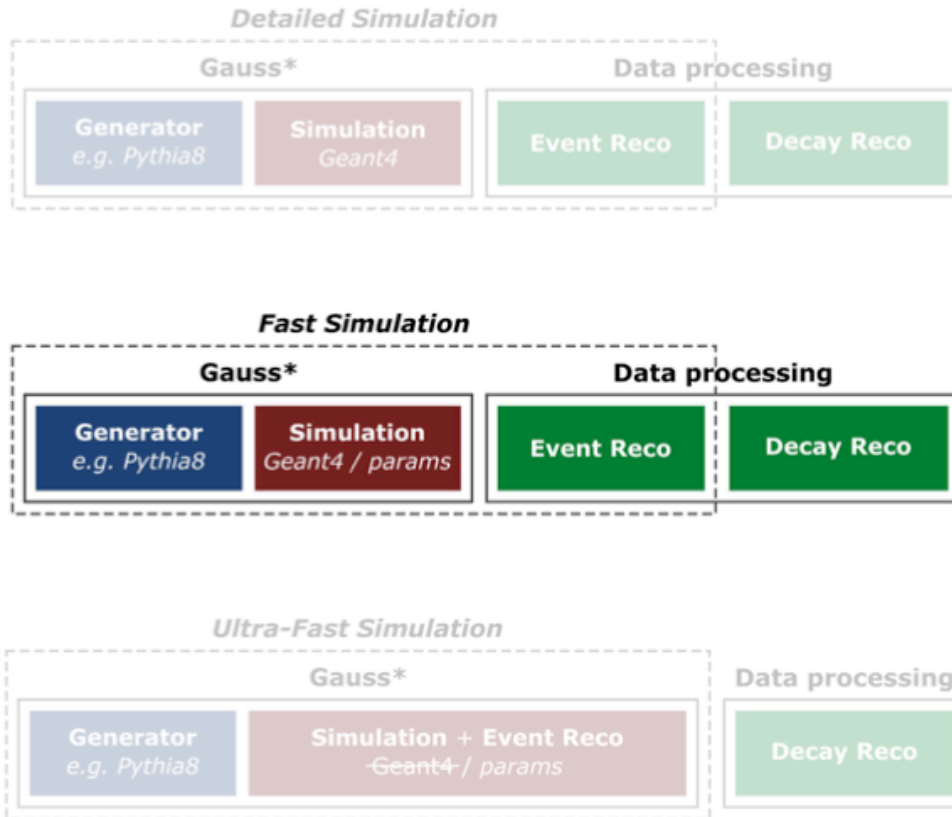 Detailed Simulation
Gauss* Data processing
Generator Simulation Event Reco Decay Reco
e.g. Pythia8 Geant4
Fast Simulation
Gauss* Data processing
Generator Simulation Event Reco Decay Reco
e.g. Pythia8 Geant4 / params
Ultra-Fast Simulation
Gauss* Data processing
Generator Simulation + Event Reco Decay Reco
e.g. Pythia8 Geant4 / params